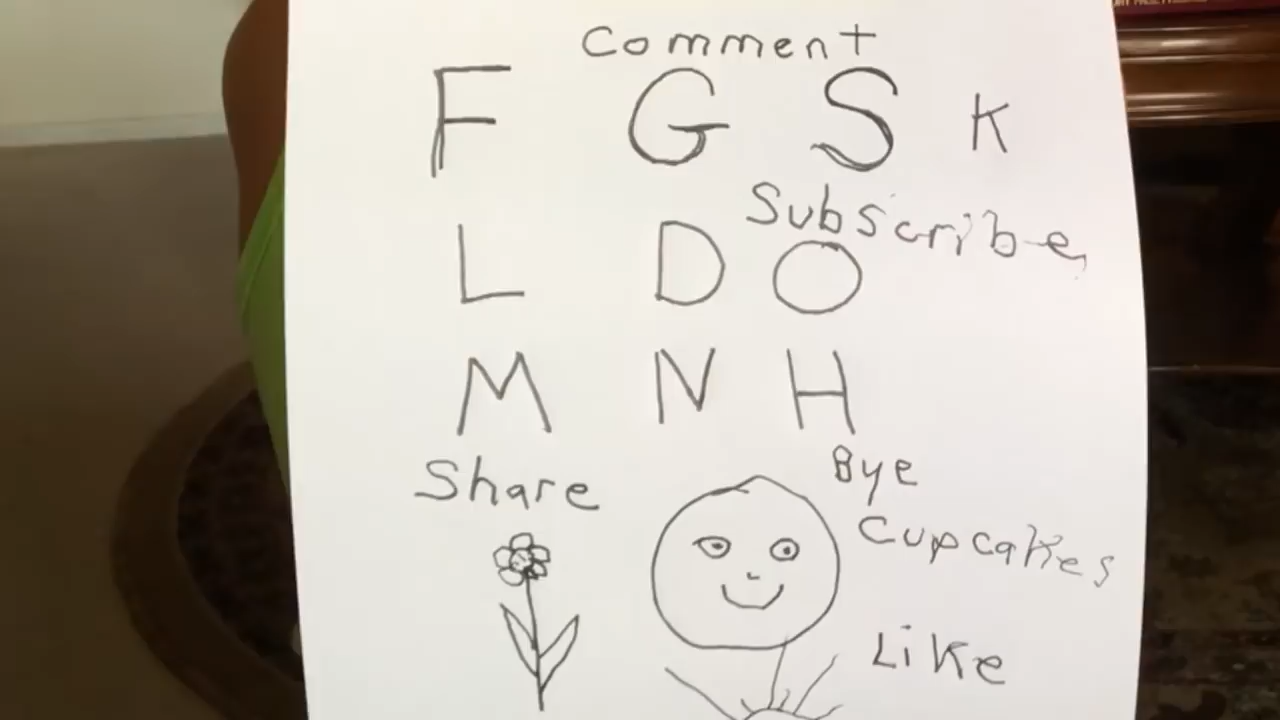 Comment
F G S K
Subscribe
L D O
M N H
Share
Bye
Cupcakes
Like